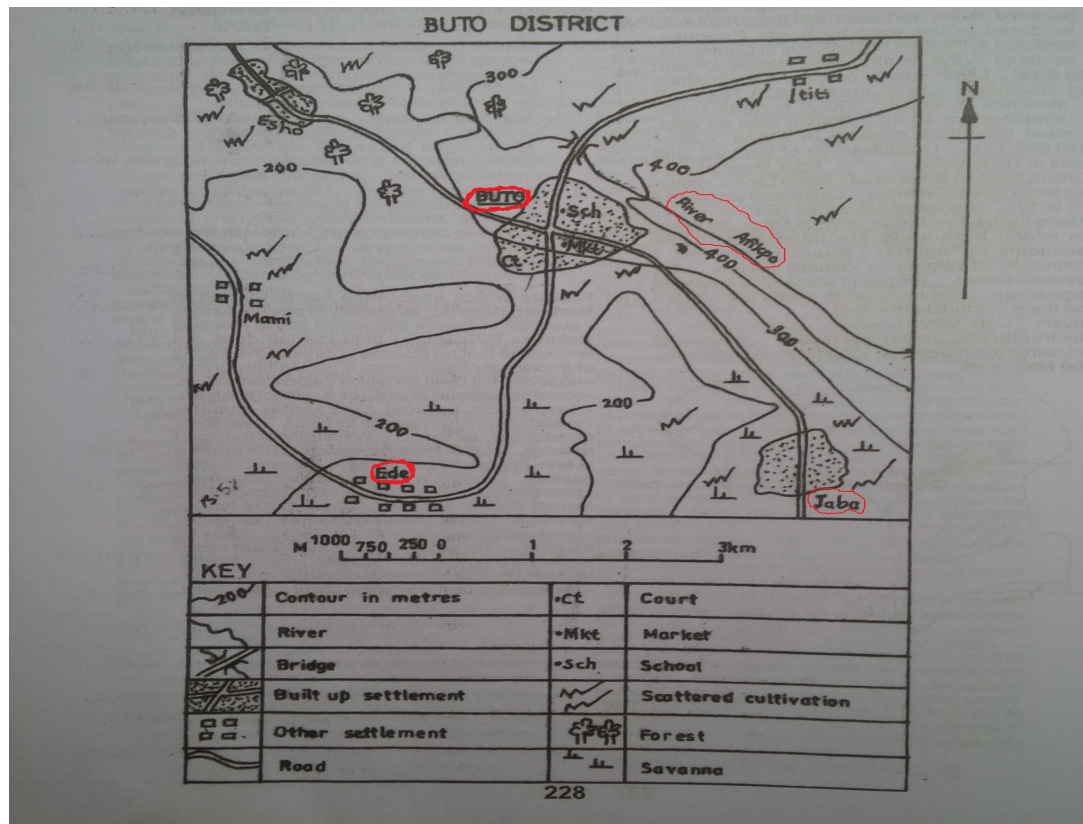 BUTO DISTRICT
N
300
Ititi
Esho
400
200
BUTO
River Afikpo
Sch
Mkt
Ct
400
Mami
300
200
200
Ede
Jaba
M 1000 750 250 0 1 2 3km
KEY
200 Contour in metres
River
Bridge
Built up settlement
Other settlement
Road
•Ct Court
•Mkt Market
•Sch School
Scattered cultivation
Forest
Savanna
228